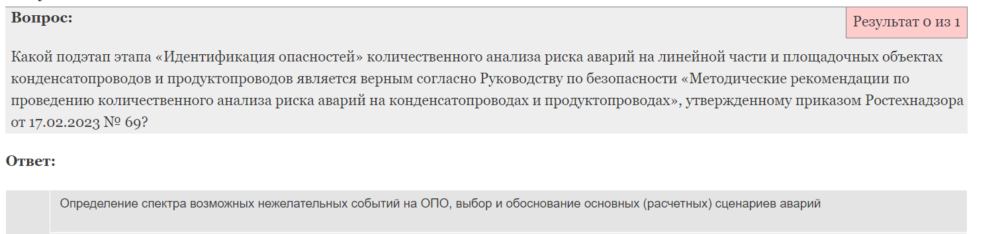 Вопрос:
Результат 0 из 1
Какой подэтап этапа «Идентификация опасностей» количественного анализа риска аварий на линейной части и площадочных объектах
конденсатопроводов и продуктопроводов является верным согласно Руководству по безопасности «Методические рекомендации по
проведению количественного анализа риска аварий на конденсатопроводах и продуктопроводах», утвержденному приказом Ростехнадзора
от 17.02.2023 № 69?
Ответ:
Определение спектра возможных нежелательных событий на ОПО, выбор и обоснование основных (расчетных) сценариев аварий